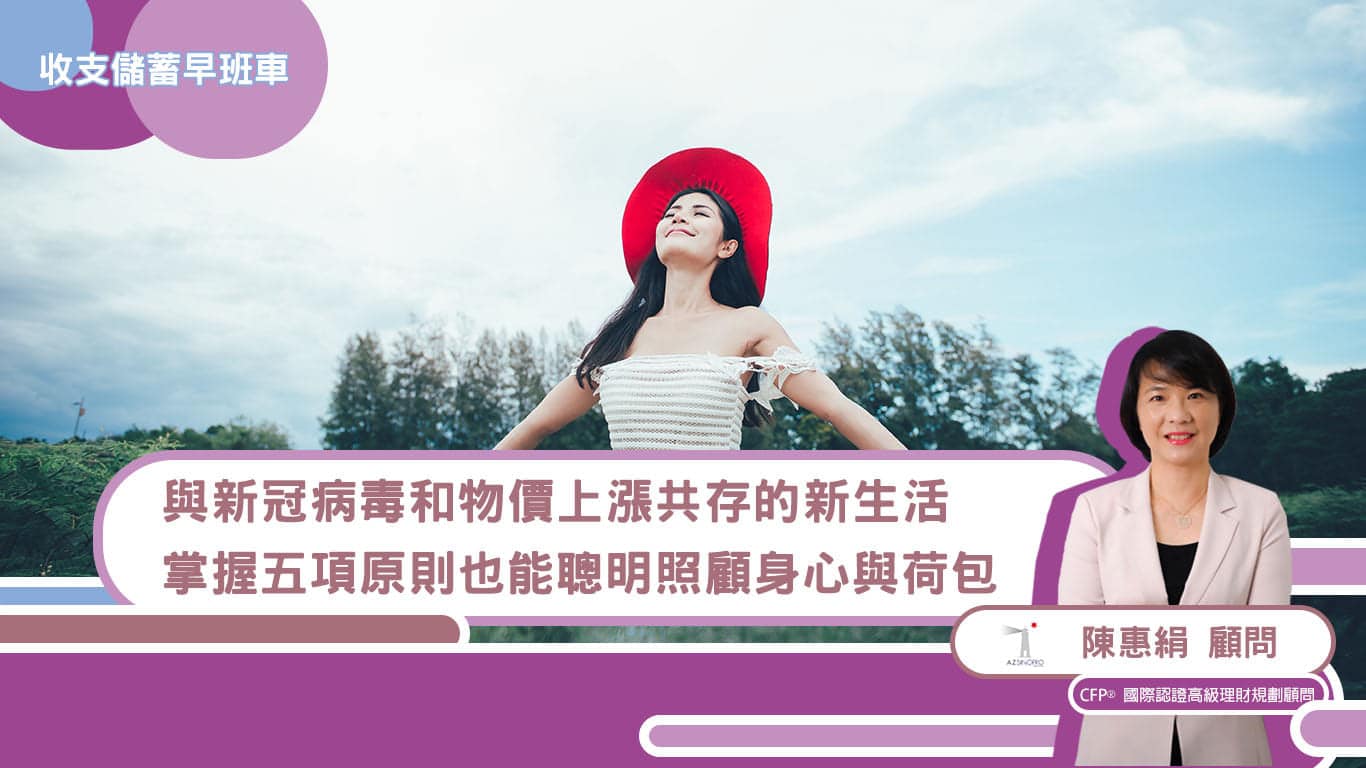 收支儲蓄早班車
與新冠病毒和物價上漲共存的新生活
掌握五項原則也能聰明照顧身心與荷包
AZSINOPRO
陳惠絹 顧問
CFP® 國際認證高級理財規劃顧問